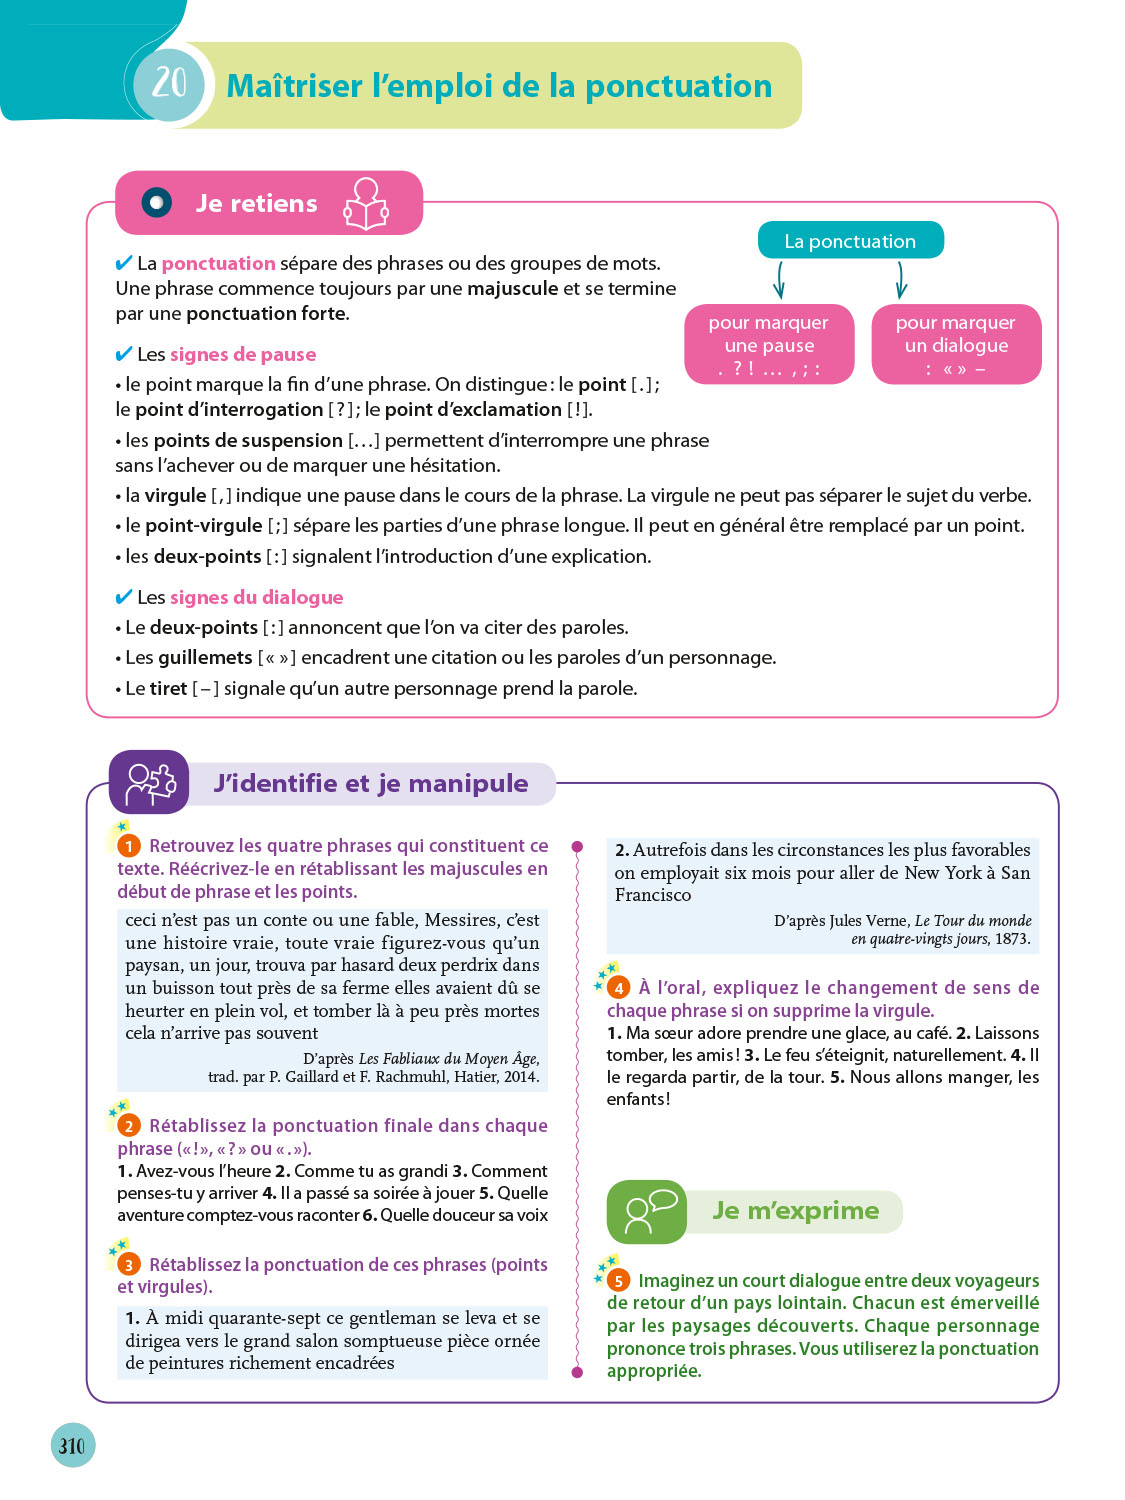 20
Maîtriser l’emploi de la ponctuation
Je retiens
✔ La ponctuation sépare des phrases ou des groupes de mots.
Une phrase commence toujours par une majuscule et se termine
par une ponctuation forte.
La ponctuation
pour marquer
une pause
. ? ! … , ; :
pour marquer
un dialogue
: « » –
✔ Les signes de pause
• le point marque la fin d’une phrase. On distingue : le point [.] ;
le point d’interrogation [?] ; le point d’exclamation [!].
• les points de suspension […] permettent d’interrompre une phrase
sans l’achever ou de marquer une hésitation.
• la virgule [,] indique une pause dans le cours de la phrase. La virgule ne peut pas séparer le sujet du verbe.
• le point-virgule [;] sépare les parties d’une phrase longue. Il peut en général être remplacé par un point.
• les deux-points [:] signalent l’introduction d’une explication.
✔ Les signes du dialogue
• Le deux-points [:] annoncent que l’on va citer des paroles.
• Les guillemets [« »] encadrent une citation ou les paroles d’un personnage.
• Le tiret [–] signale qu’un autre personnage prend la parole.
J’identifie et je manipule
1 Retrouvez les quatre phrases qui constituent ce
texte. Réécrivez-le en rétablissant les majuscules en
début de phrase et les points.
ceci n’est pas un conte ou une fable, Messires, c’est
une histoire vraie, toute vraie figurez-vous qu’un
paysan, un jour, trouva par hasard deux perdrix dans
un buisson tout près de sa ferme elles avaient dû se
heurter en plein vol, et tomber là à peu près mortes
cela n’arrive pas souvent
D’après Les Fabliaux du Moyen Âge,
trad. par P. Gaillard et F. Rachmuhl, Hatier, 2014.
2 Rétablissez la ponctuation finale dans chaque
phrase (« ! », « ? » ou « . »).
1. Avez-vous l’heure 2. Comme tu as grandi 3. Comment
penses-tu y arriver 4. Il a passé sa soirée à jouer 5. Quelle
aventure comptez-vous raconter 6. Quelle douceur sa voix
3 Rétablissez la ponctuation de ces phrases (points
et virgules).
1. À midi quarante-sept ce gentleman se leva et se
dirigea vers le grand salon somptueuse pièce ornée
de peintures richement encadrées
2. Autrefois dans les circonstances les plus favorables
on employait six mois pour aller de New York à San
Francisco
D’après Jules Verne, Le Tour du monde
en quatre-vingts jours, 1873.
4 À l’oral, expliquez le changement de sens de
chaque phrase si on supprime la virgule.
1. Ma sœur adore prendre une glace, au café. 2. Laissons
tomber, les amis ! 3. Le feu s’éteignit, naturellement. 4. Il
le regarda partir, de la tour. 5. Nous allons manger, les
enfants !
Je m’exprime
5 Imaginez un court dialogue entre deux voyageurs
de retour d’un pays lointain. Chacun est émerveillé
par les paysages découverts. Chaque personnage
prononce trois phrases. Vous utiliserez la ponctuation
appropriée.
310